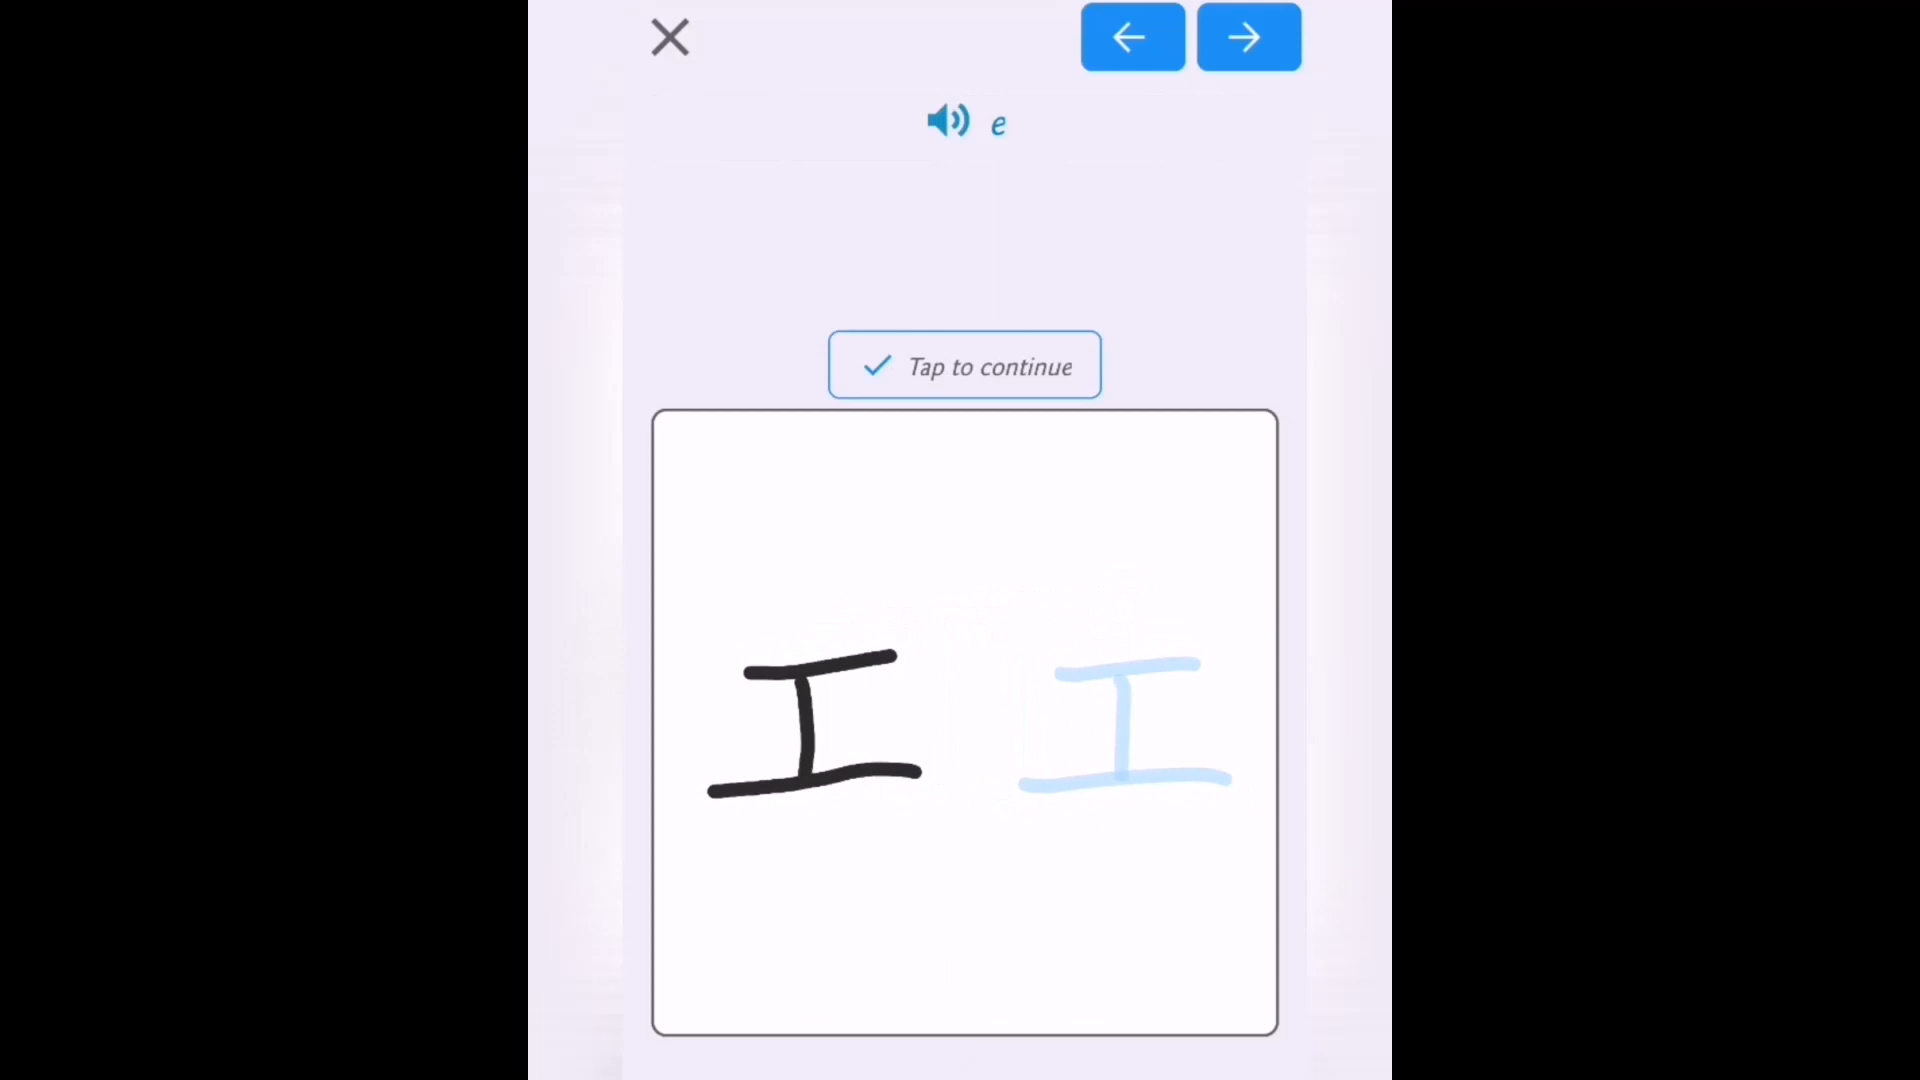 e
Tap to continue
エ エ